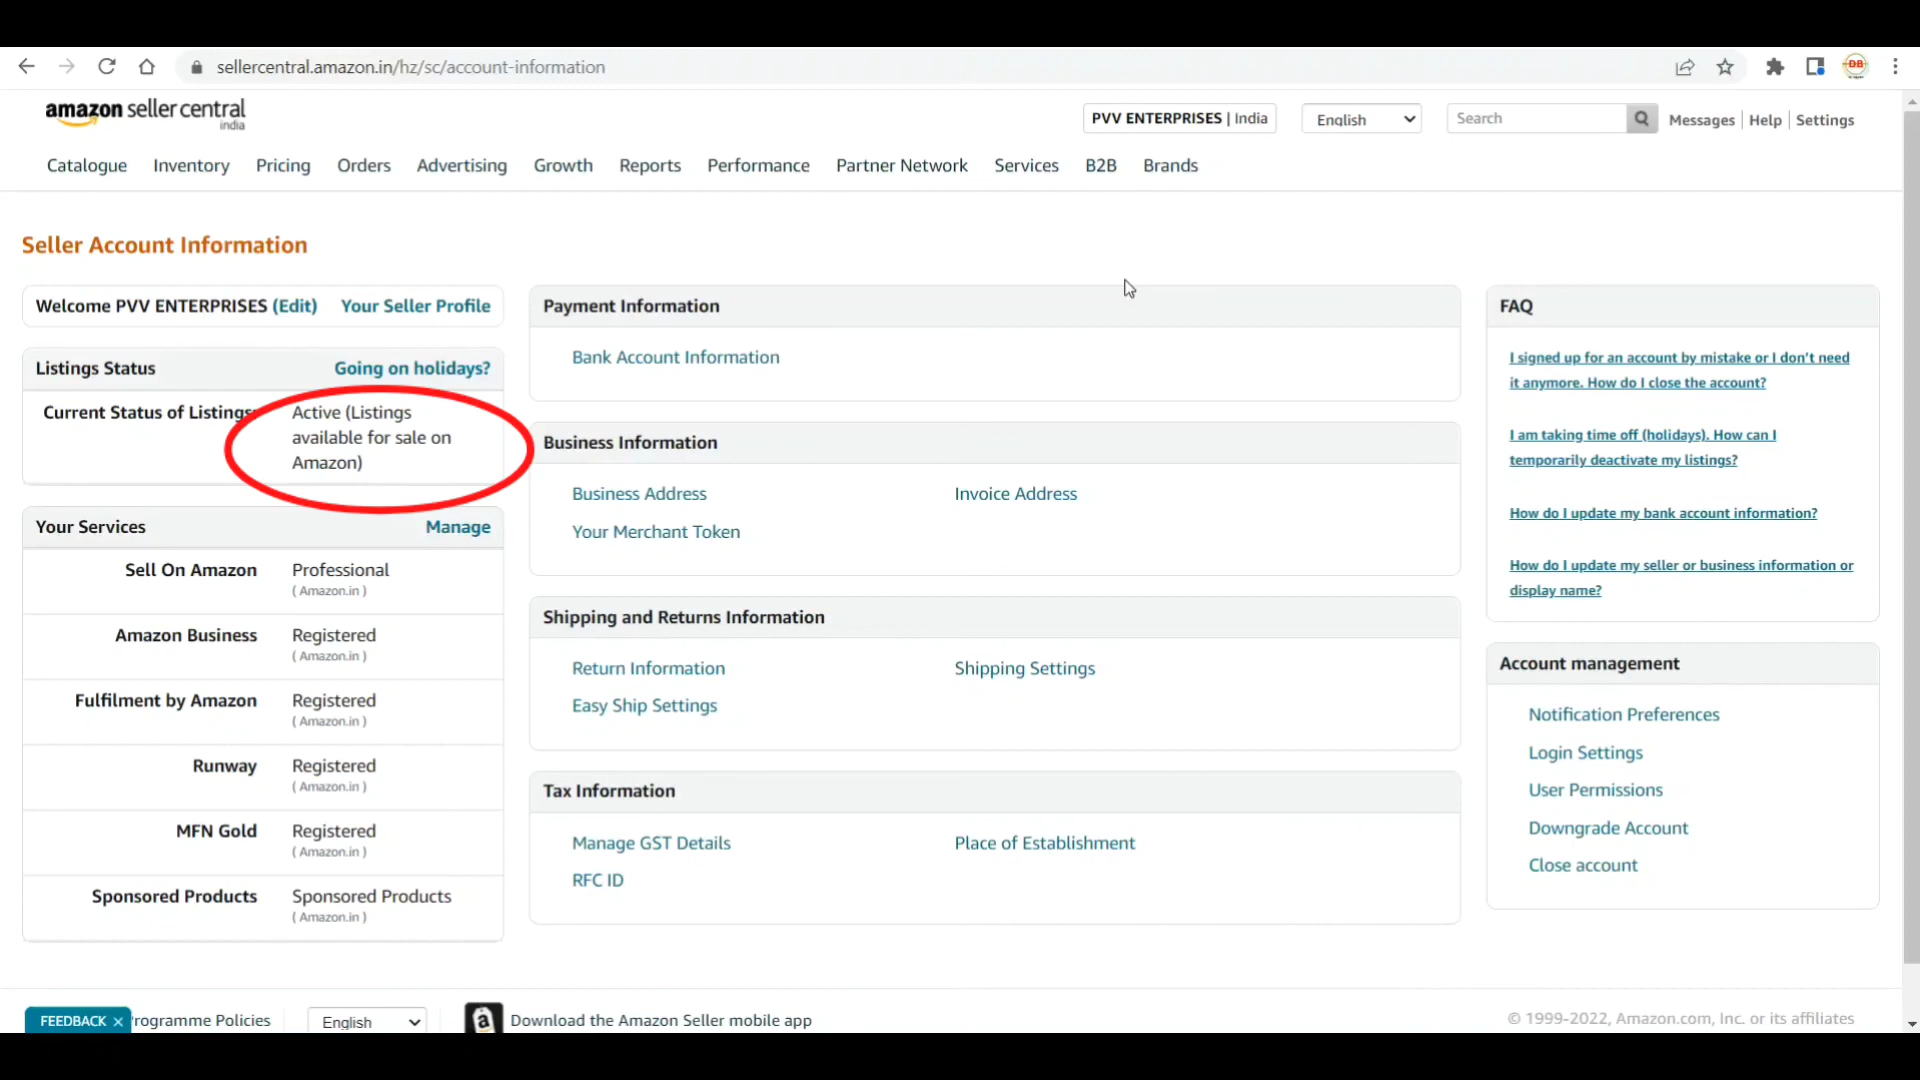 sellercentral.amazon.in/hz/sc/account-information
DB
amazon seller central
india
PVV ENTERPRISES | India
English
Search
Messages | Help | Settings
Catalogue Inventory Pricing Orders Advertising Growth Reports Performance Partner Network Services B2B Brands
Seller Account Information
Welcome PVV ENTERPRISES (Edit) Your Seller Profile
Listings Status Going on holidays?
Current Status of Listings: Active (Listings
available for sale on
Amazon)
Your Services Manage
Sell On Amazon Professional
( Amazon.in )
Amazon Business Registered
( Amazon.in )
Fulfilment by Amazon Registered
( Amazon.in )
Runway Registered
( Amazon.in )
MFN Gold Registered
( Amazon.in )
Sponsored Products Sponsored Products
( Amazon.in )
Payment Information
Bank Account Information
Business Information
Business Address Invoice Address
Your Merchant Token
Shipping and Returns Information
Return Information Shipping Settings
Easy Ship Settings
Tax Information
Manage GST Details Place of Establishment
RFC ID
FAQ
I signed up for an account by mistake or I don't need
it anymore. How do I close the account?
I am taking time off (holidays). How can I
temporarily deactivate my listings?
How do I update my bank account information?
How do I update my seller or business information or
display name?
Account management
Notification Preferences
Login Settings
User Permissions
Downgrade Account
Close account
FEEDBACK × rogramme Policies English a Download the Amazon Seller mobile app © 1999-2022, Amazon.com, Inc. or its affiliates